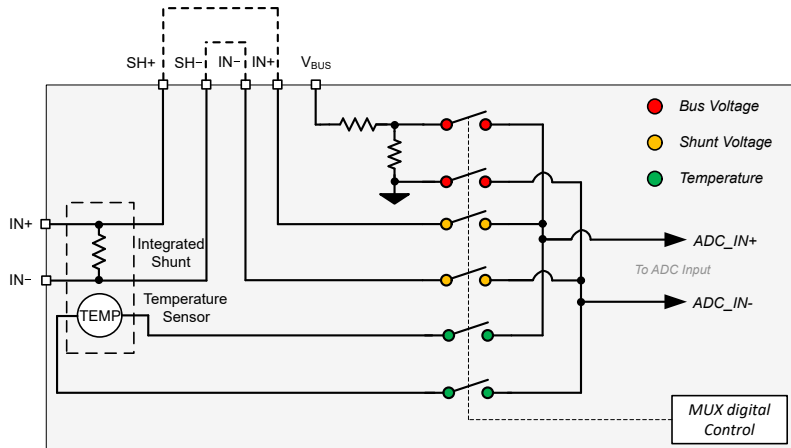 SH+ SH− IN− IN+ VBUS
Bus Voltage
Shunt Voltage
Temperature
IN+
Integrated
Shunt
ADC_IN+
To ADC Input
IN−
Temperature
Sensor
TEMP
ADC_IN-
MUX digital
Control